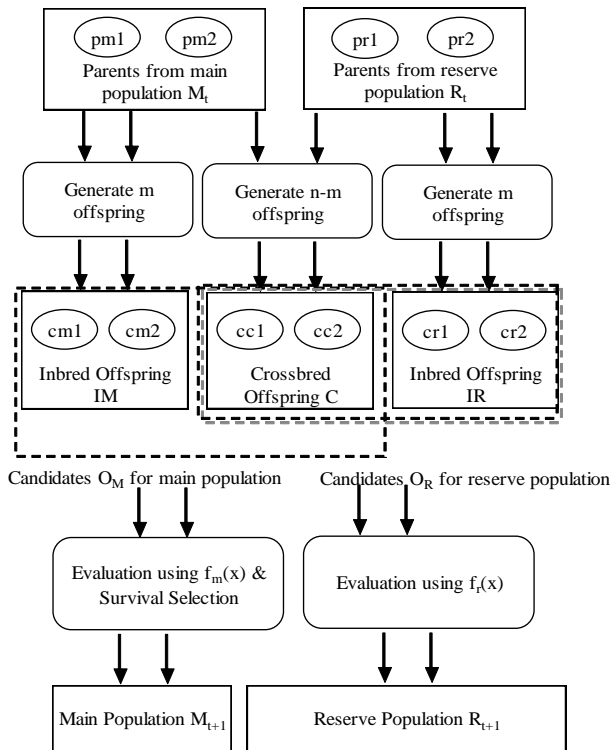 pm1 pm2
pr1 pr2
Parents from main
population M_t
Parents from reserve
population R_t
Generate m
offspring
Generate n-m
offspring
Generate m
offspring
cm1 cm2
cc1 cc2
cr1 cr2
Inbred Offspring
IM
Crossbred
Offspring C
Inbred Offspring
IR
Candidates O_M for main population
Candidates O_R for reserve population
Evaluation using f_m(x) &
Survival Selection
Evaluation using f_r(x)
Main Population M_{t+1}
Reserve Population R_{t+1}